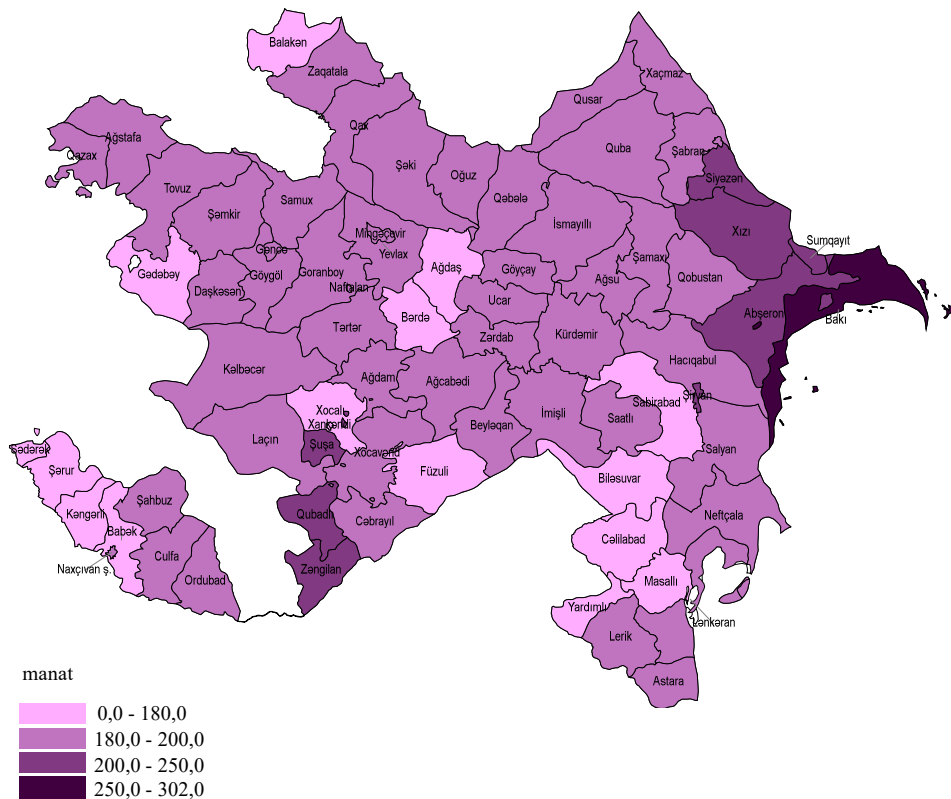 Balakən
Zaqatala
Xaçmaz
Qusar
Qax
Ağstafa
Quba
Şabran
Qazax
Şəki
Oğuz
Siyəzən
Tovuz
Samux
Qəbələ
Şəmkir
İsmayıllı
Xızı
Mingəçevir
Sumqayıt
Gəncə
Yevlax
Şamaxı
Gədəbəy
Göygöl
Goranboy
Ağdaş
Göyçay
Ağsu
Qobustan
Daşkəsən
Naftalan
Ucar
Abşeron
Bakı
Bərdə
Tərtər
Zərdab
Kürdəmir
Hacıqabul
Kəlbəcər
Ağdam
Ağcabədi
Şirvan
Xocalı
Sabirabad
İmişli
Saatlı
Xankəndi
Beyləqan
Laçın
Şuşa
Xocavənd
Salyan
Sədərək
Şərur
Füzuli
Biləsuvar
Şahbuz
Kəngərli
Qubadlı
Cəbrayıl
Neftçala
Babək
Cəlilabad
Culfa
Naxçıvan ş.
Zəngilan
Ordubad
Masallı
Yardımlı
Lənkəran
Lerik
Astara
manat
0,0 - 180,0
180,0 - 200,0
200,0 - 250,0
250,0 - 302,0